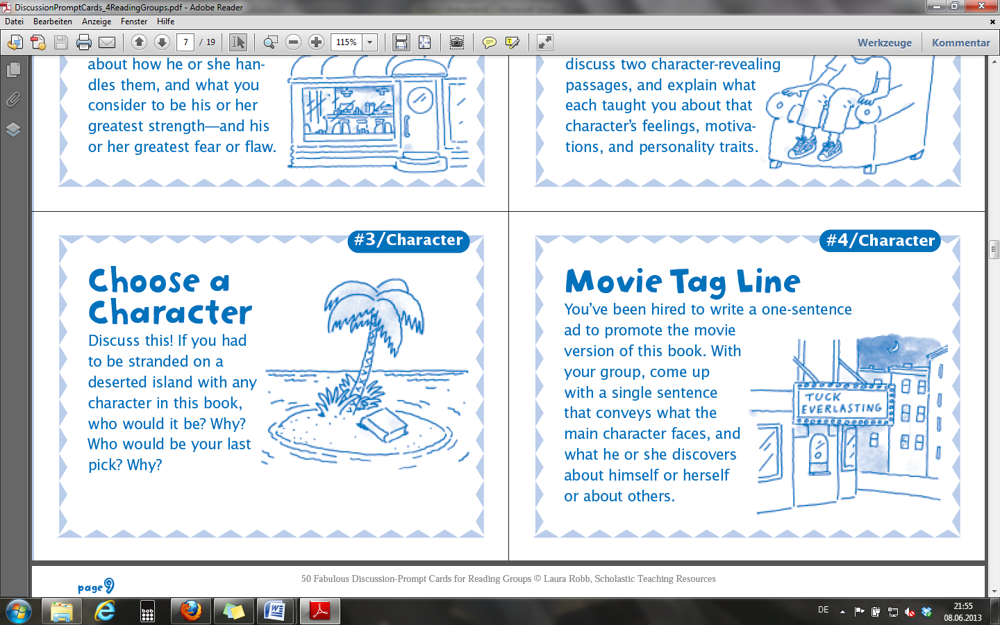 DiscussionPromptCards_4ReadingGroups.pdf - Adobe Reader
Datei Bearbeiten Anzeige Fenster Hilfe
7 / 19 115% Werkzeuge Kommentar
about how he or she han-
dles them, and what you
consider to be his or her
greatest strength—and his
or her greatest fear or flaw.
discuss two character-revealing
passages, and explain what
each taught you about that
character’s feelings, motiva-
tions, and personality traits.
#3/Character
Choose a
Character
Discuss this! If you had
to be stranded on a
deserted island with any
character in this book,
who would it be? Why?
Who would be your last
pick? Why?
#4/Character
Movie Tag Line
You’ve been hired to write a one-sentence
ad to promote the movie
version of this book. With
your group, come up
with a single sentence
that conveys what the
main character faces, and
what he or she discovers
about himself or herself
or about others.
TUCK
EVERLASTING
50 Fabulous Discussion-Prompt Cards for Reading Groups © Laura Robb, Scholastic Teaching Resources
page 9
bob
DE
21:55
08.06.2013